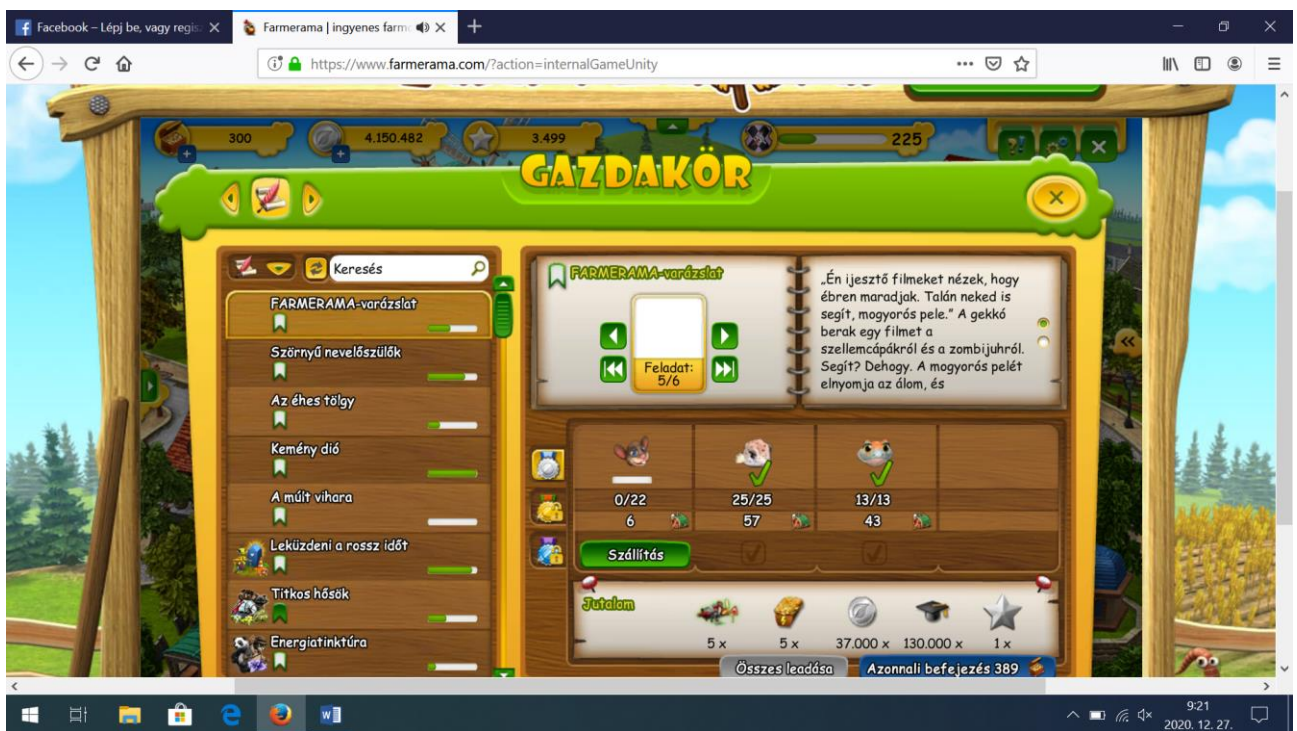 Facebook – Lépj be, vagy regis
Farmerama | ingyenes farm
https://www.farmerama.com/?action=internalGameUnity
300
4.150.482
3.499
225
GAZDAKÖR
Keresés
FARMERAMA-varázslat
Szörnyű nevelőszülők
Az éhes tölgy
Kemény dió
A múlt vihara
Leküzdeni a rossz időt
Titkos hősök
Energiatinktúra
FARMERAMA-varázslat
Feladat:
5/6
„Én ijesztő filmeket nézek, hogy
ébren maradjak. Talán neked is
segít, mogyorós pele.” A gekkó
berak egy filmet a
szellemcápákról és a zombijuhról.
Segít? Dehogy. A mogyorós pelét
elnyomja az álom, és
0/22
25/25
13/13
6
57
43
Szállítás
Jutalom
5 x
5 x
37.000 x
130.000 x
1 x
Összes leadása
Azonnali befejezés 389
9:21
2020. 12. 27.